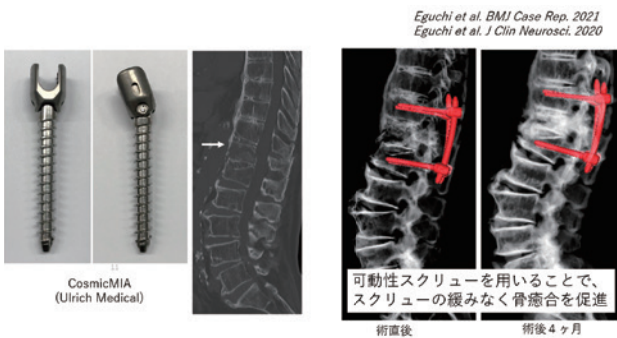 Eguchi et al. BMJ Case Rep. 2021
Eguchi et al. J Clin Neurosci. 2020
CosmicMIA
(Ulrich Medical)
可動性スクリューを用いることで、
スクリューの緩みなく骨癒合を促進
術直後
術後4ヶ月